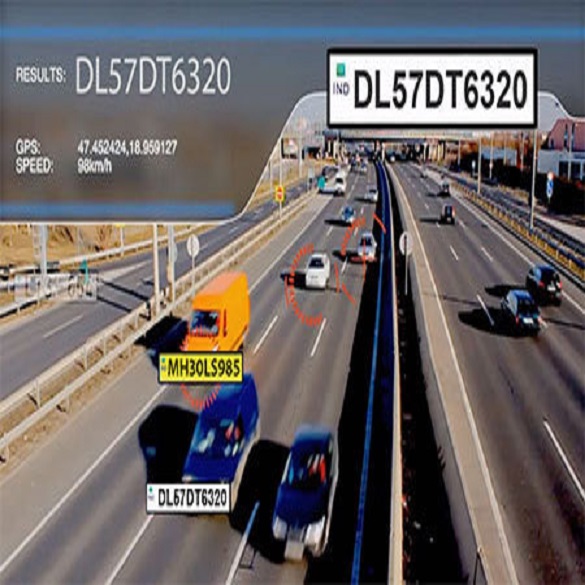 RESULTS: DL57DT6320
IND DL57DT6320
GPS: 47.452424,18.959127
SPEED: 98km/h
MH30LS985
DL57DT6320